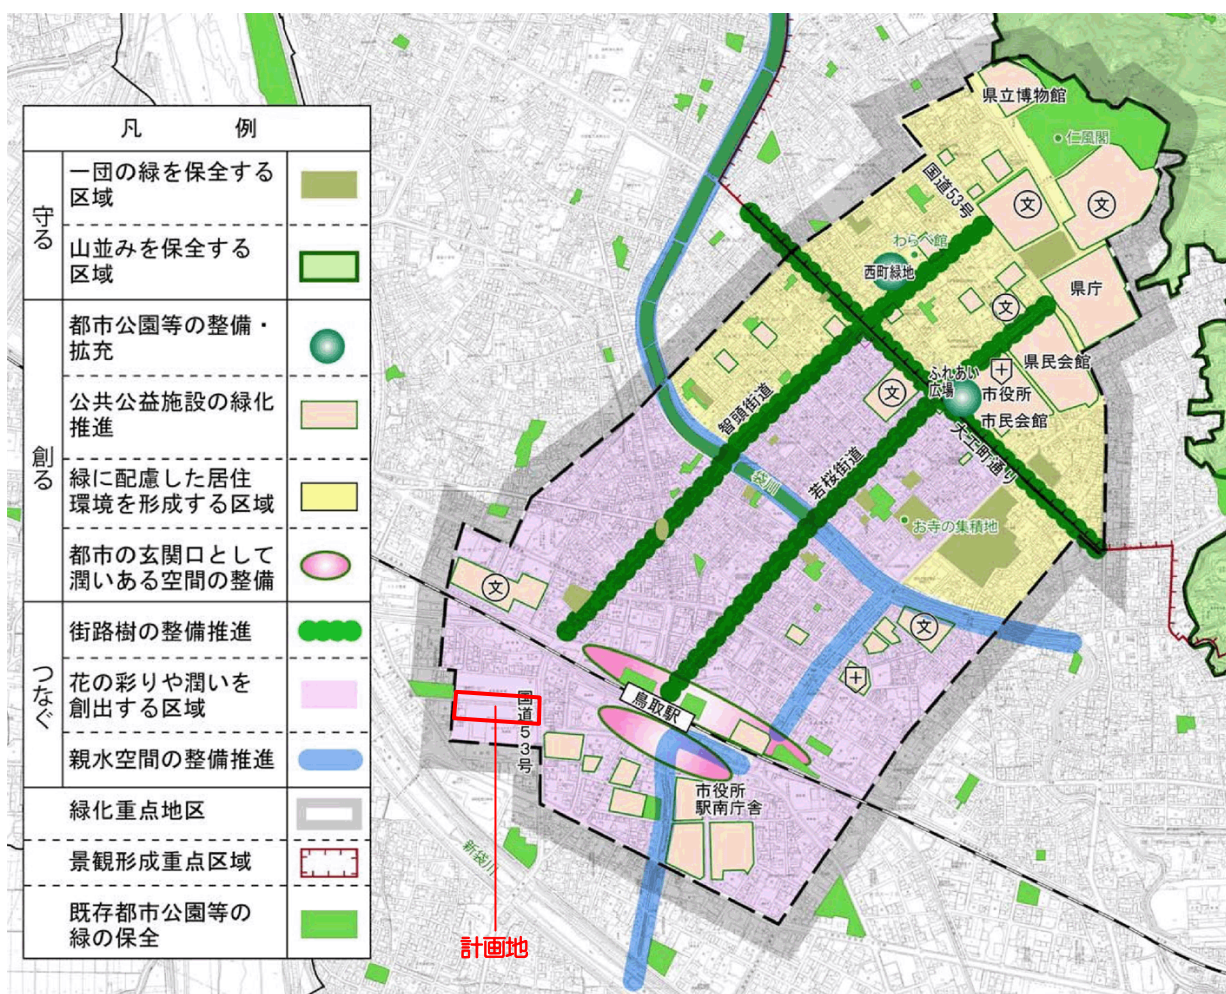 凡 例
守る
一団の緑を保全する
区域
山並みを保全する
区域
創る
都市公園等の整備・
拡充
公共公益施設の緑化
推進
緑に配慮した居住
環境を形成する区域
都市の玄関口として
潤いある空間の整備
つなぐ
街路樹の整備推進
花の彩りや潤いを
創出する区域
親水空間の整備推進
緑化重点地区
景観形成重点区域
既存都市公園等の
緑の保全
県立博物館
仁風閣
国道53号
文
文
わらべ館
西町緑地
県庁
文
県民会館
ふれあい
広場
市役所
市民会館
文
智頭街道
大工町通り
若桜街道
袋川
お寺の集積地
文
文
鳥取駅
国道53号
市役所
駅南庁舎
新袋川
計画地